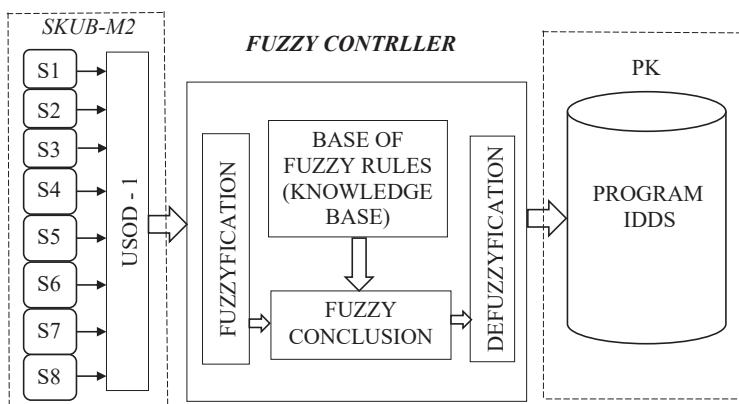 SKUB-M2
S1
S2
S3
S4
S5
S6
S7
S8
USOD - 1
FUZZY CONTRLLER
FUZZYFICATION
BASE OF
FUZZY RULES
(KNOWLEDGE
BASE)
FUZZY
CONCLUSION
DEFUZZYFICATION
PK
PROGRAM
IDDS